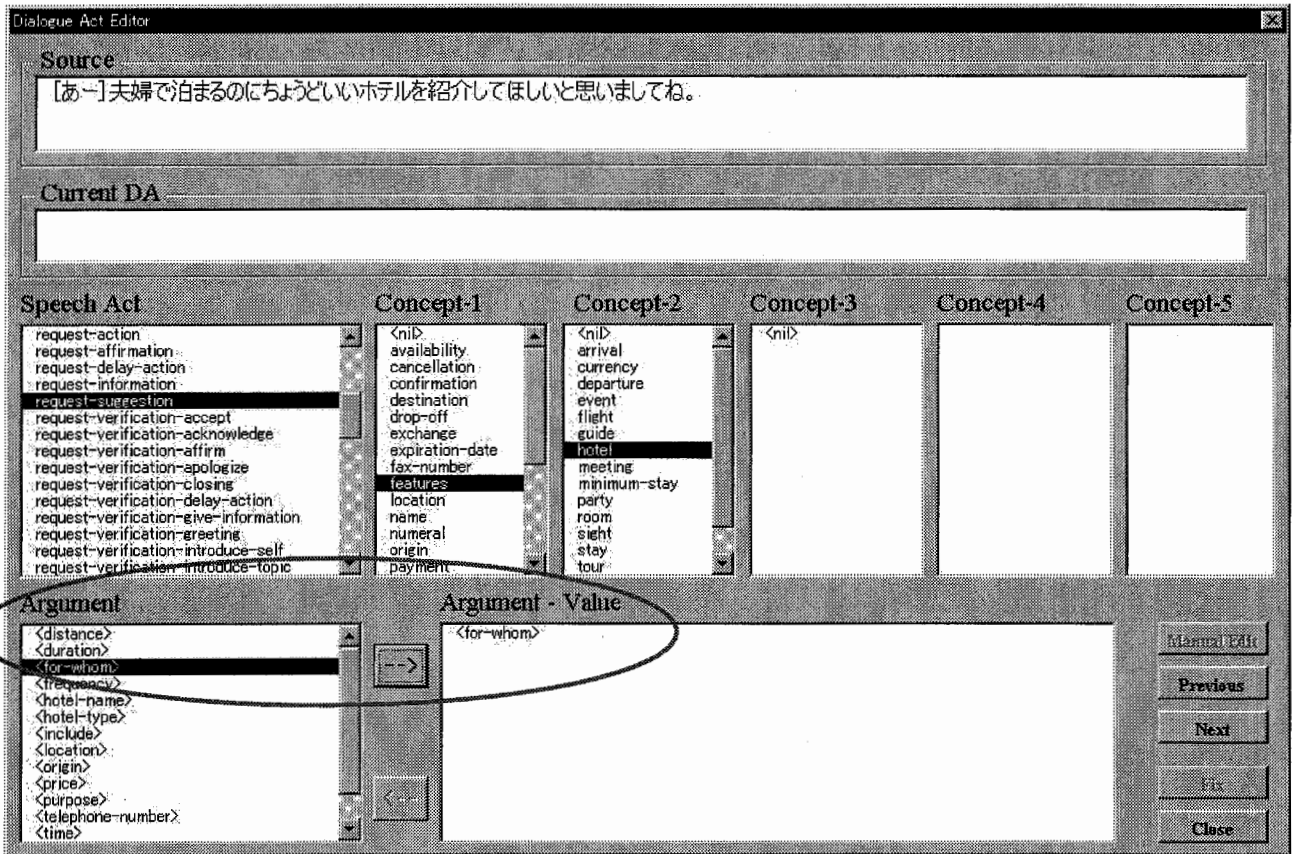 Dialogue Act Editor
Source
[あー]夫婦で泊まるのにちょうどいいホテルを紹介してほしいと思いましてね。
Current DA
Speech Act
request-action
request-affirmation
request-delay-action
request-information
request-suggestion
request-verification-accept
request-verification-acknowledge
request-verification-affirm
request-verification-apologize
request-verification-closing
request-verification-delay-action
request-verification-give-information
request-verification-greeting
request-verification-introduce-self
request-verification-introduce-topic
Concept-1
<nil>
availability
cancellation
confirmation
destination
drop-off
exchange
expiration-date
fax-number
features
location
name
numeral
origin
payment
Concept-2
<nil>
arrival
currency
departure
event
flight
guide
hotel
meeting
minimum-stay
party
room
sight
stay
tour
Concept-3
<nil>
Concept-4
Concept-5
Argument
<distance>
<duration>
<for-whom>
<frequency>
<hotel-name>
<hotel-type>
<include>
<location>
<origin>
<price>
<purpose>
<telephone-number>
<time>
-->
<--
Argument - Value
<for-whom>
Manual Edit
Previous
Next
Fix
Close